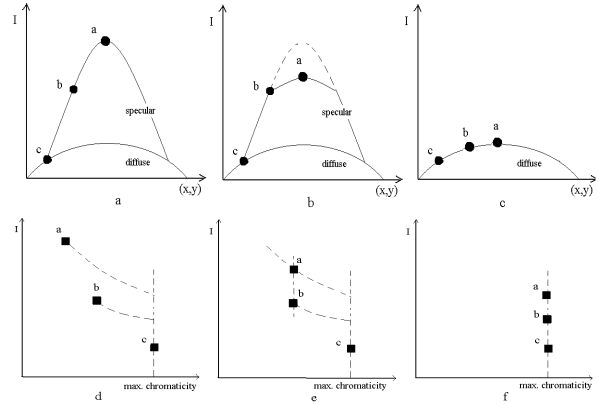 I
a
b
c
specular
diffuse
(x,y)
a
I
a
b
c
specular
diffuse
(x,y)
b
I
a
b
c
diffuse
(x,y)
c
I
a
b
c
max. chromaticity
d
I
a
b
c
max. chromaticity
e
I
a
b
c
max. chromaticity
f